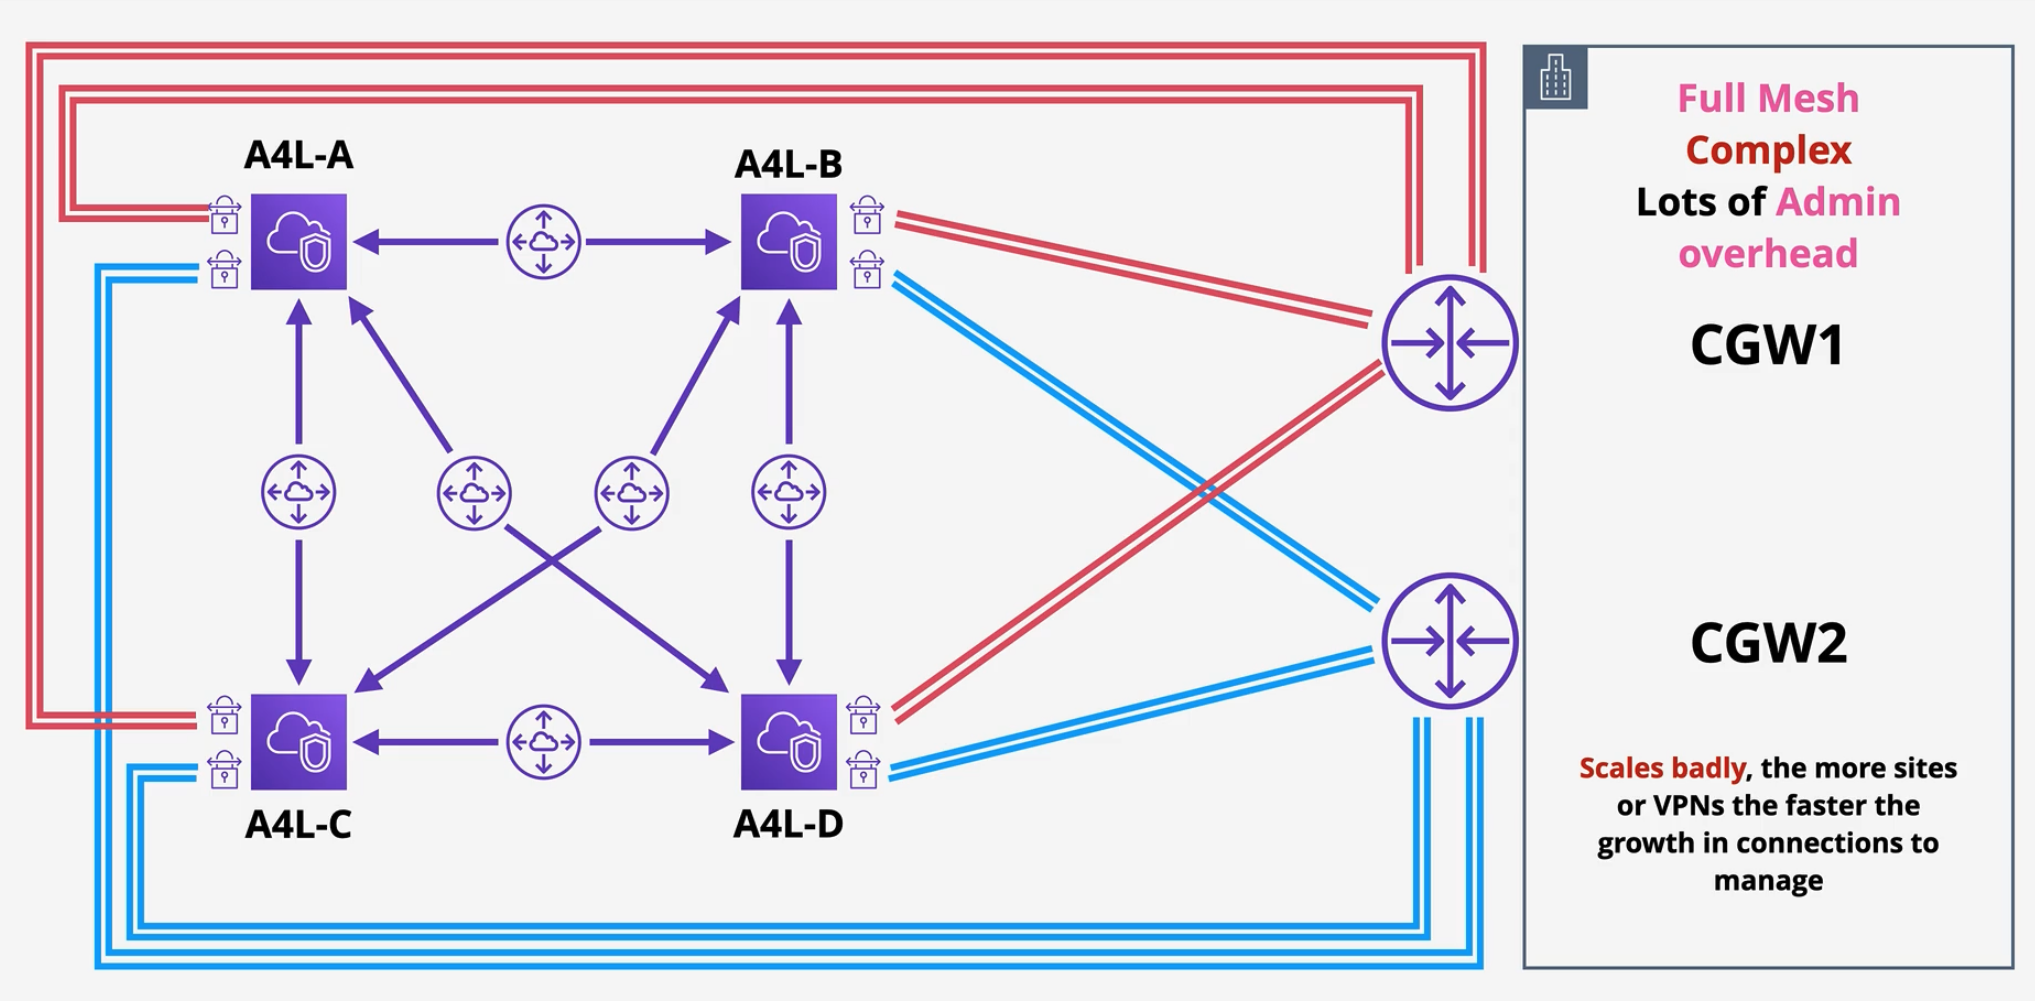 A4L-A
A4L-B
A4L-C
A4L-D
Full Mesh
Complex
Lots of Admin
overhead
CGW1
CGW2
Scales badly, the more sites
or VPNs the faster the
growth in connections to
manage